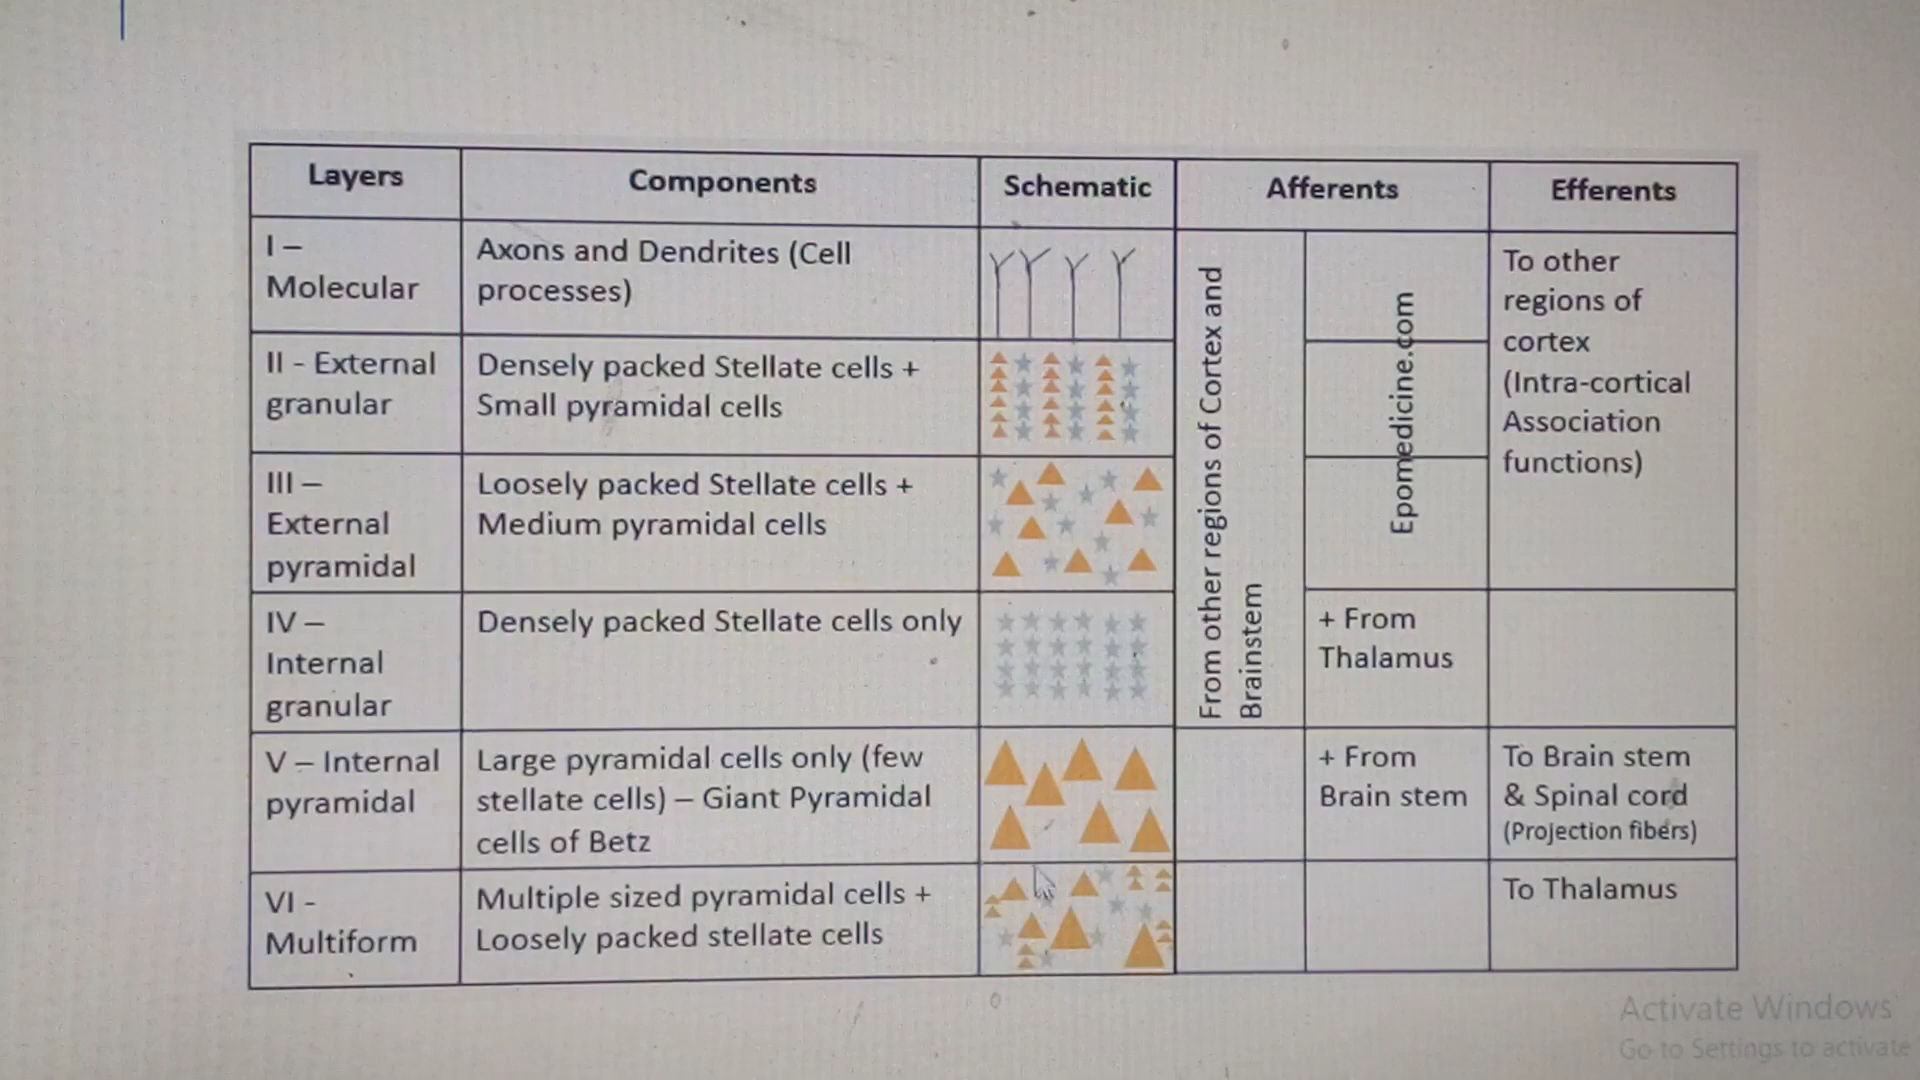 Layers
Components
Schematic
Afferents
Efferents
I –
Molecular
Axons and Dendrites (Cell
processes)
From other regions of Cortex and
Brainstem
Epomedicine.com
To other
regions of
cortex
(Intra-cortical
Association
functions)
II - External
granular
Densely packed Stellate cells +
Small pyramidal cells
III –
External
pyramidal
Loosely packed Stellate cells +
Medium pyramidal cells
IV –
Internal
granular
Densely packed Stellate cells only
+ From
Thalamus
V – Internal
pyramidal
Large pyramidal cells only (few
stellate cells) – Giant Pyramidal
cells of Betz
+ From
Brain stem
To Brain stem
& Spinal cord
(Projection fibers)
VI -
Multiform
Multiple sized pyramidal cells +
Loosely packed stellate cells
To Thalamus
Activate Windows
Go to Settings to activate